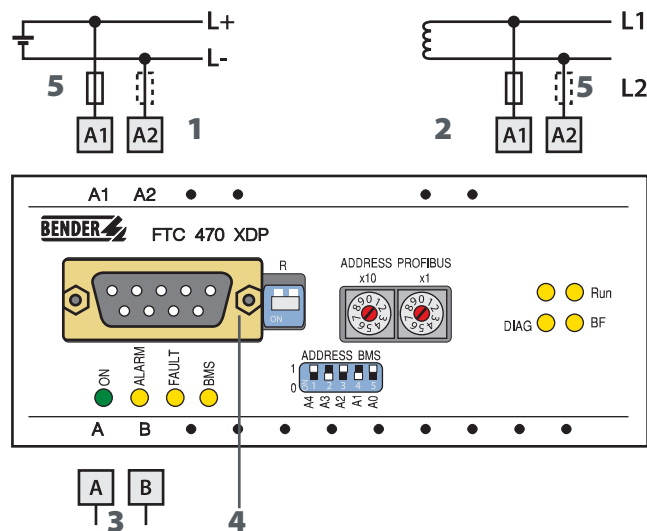 L+
L-
5
A1
A2
1
L1
L2
5
2
A1
A2
A1 A2
BENDER
FTC 470 XDP
R
ON
ADDRESS PROFIBUS
x10 x1
Run
DIAG
BF
ON
ALARM
FAULT
BMS
ADDRESS BMS
1
0
1 2 3 4 5
A4
A3
A2
A1
A0
A B
A
B
3
4